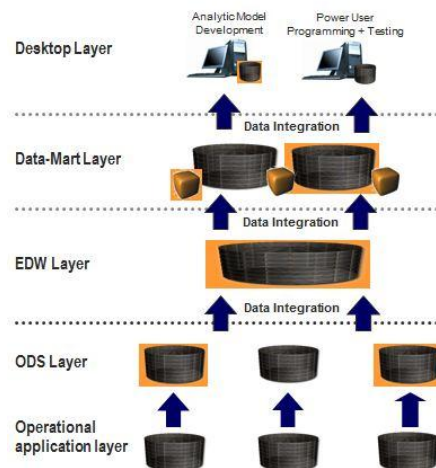 Analytic Model
Development
Power User
Programming + Testing
Desktop Layer
Data Integration
Data-Mart Layer
Data Integration
EDW Layer
Data Integration
ODS Layer
Operational
application layer